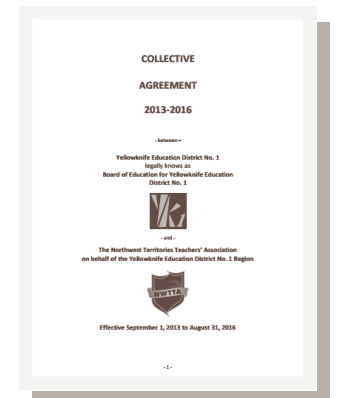 COLLECTIVE
AGREEMENT
2013-2016
- between –
Yellowknife Education District No. 1
legally knows as
Board of Education for Yellowknife Education
District No. 1
YK1
- and -
The Northwest Territories Teachers' Association
on behalf of the Yellowknife Education District No. 1 Region
NWTTA
Effective September 1, 2013 to August 31, 2016
- 1 -